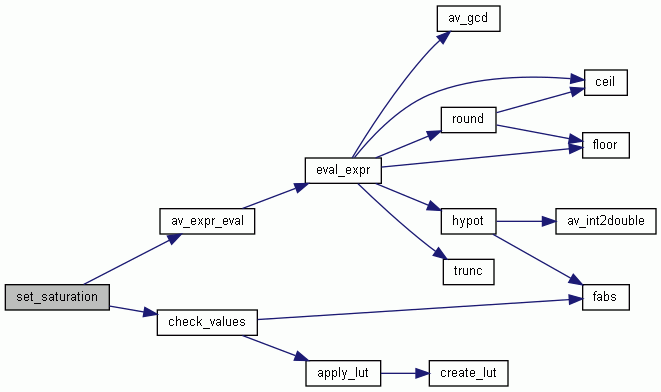 av_gcd
ceil
round
floor
eval_expr
av_expr_eval
hypot
av_int2double
trunc
set_saturation
fabs
check_values
apply_lut
create_lut